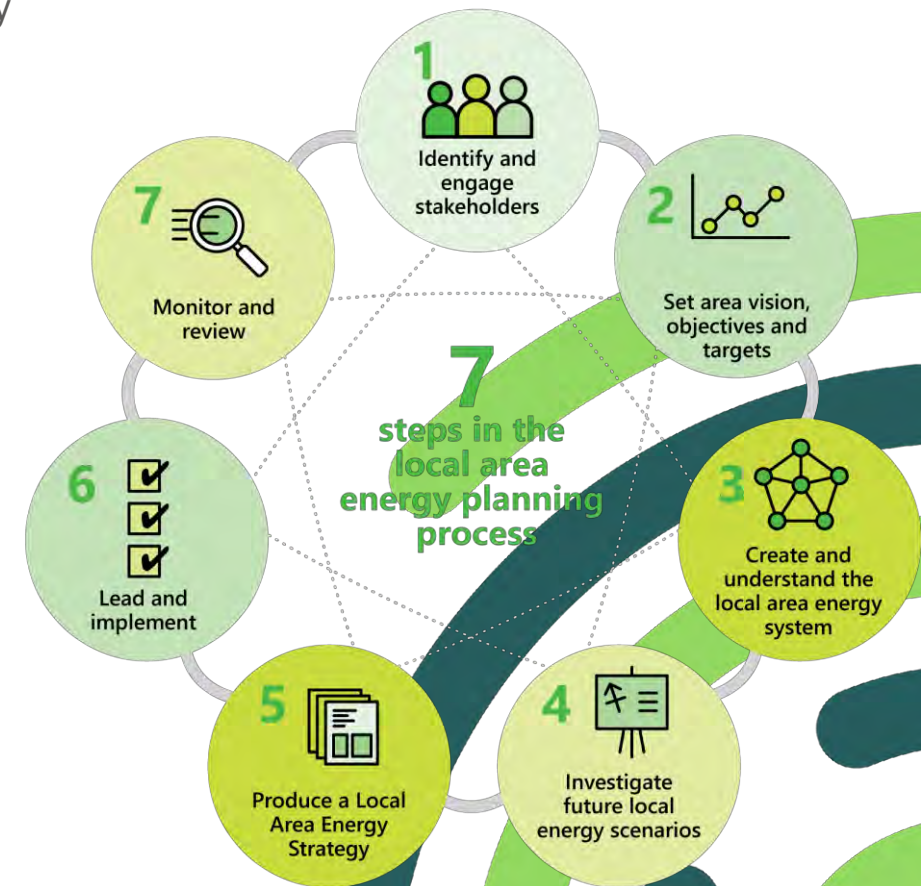 y
1
Identify and
engage
stakeholders
2
Set area vision,
objectives and
targets
3
Create and
understand the
local area energy
system
4
Investigate
future local
energy scenarios
5
Produce a Local
Area Energy
Strategy
6
Lead and
implement
7
Monitor and
review
7
steps in the
local area
energy planning
process